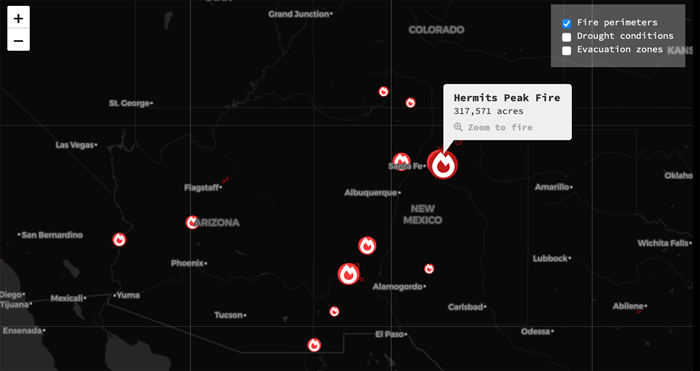 +
−
Fire perimeters
Drought conditions
Evacuation zones
Grand Junction
COLORADO
KANS
St. George
Hermits Peak Fire
317,571 acres
Zoom to fire
Las Vegas
Santa Fe
Flagstaff
Albuquerque
Amarillo
Oklaho
San Bernardino
ARIZONA
NEW
MEXICO
Wichita Falls
Phoenix
Lubbock
Diego
Tijuana
Mexicali
Yuma
Alamogordo
Tucson
Carlsbad
Abilene
Ensenada
El Paso
Odessa